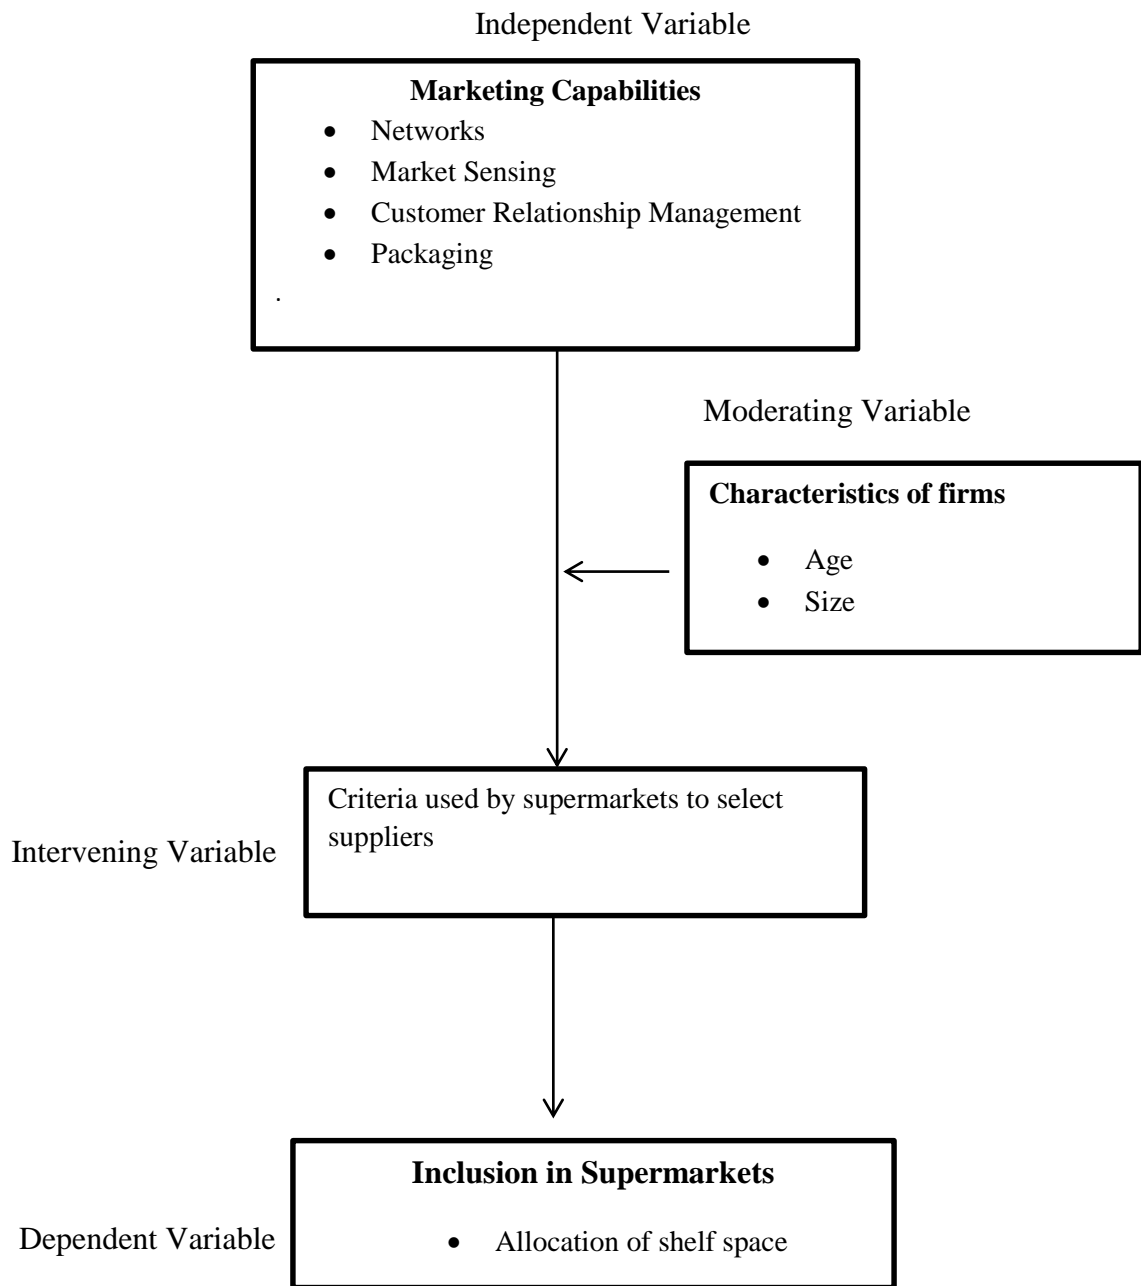 Independent Variable
Marketing Capabilities
• Networks
• Market Sensing
• Customer Relationship Management
• Packaging
.
Moderating Variable
Characteristics of firms
• Age
• Size
Criteria used by supermarkets to select
suppliers
Intervening Variable
Inclusion in Supermarkets
Dependent Variable
• Allocation of shelf space